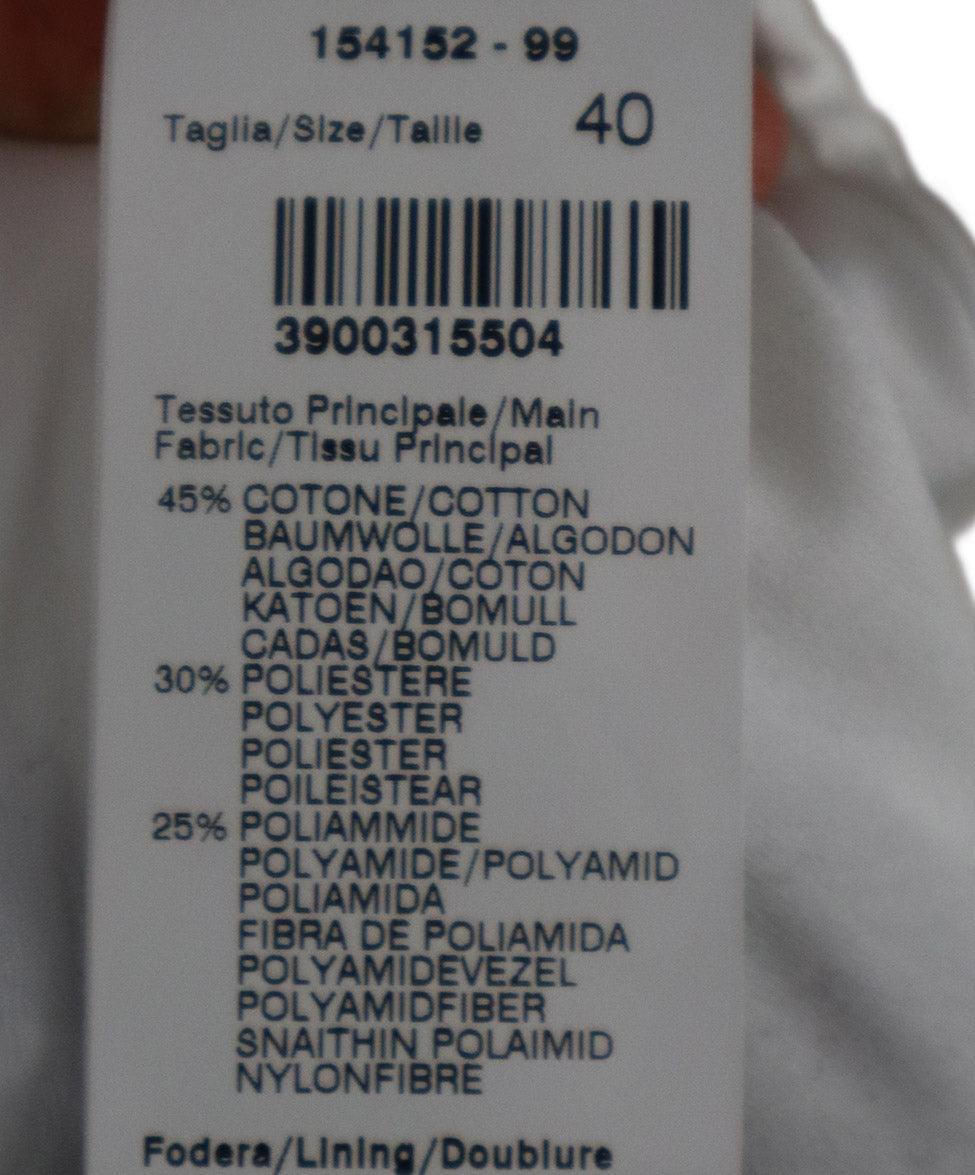 154152 - 99
Taglia/Size/Taille 40
3900315504
Tessuto Principale/Main
Fabric/Tissu Principal
45% COTONE/COTTON
BAUMWOLLE/ALGODON
ALGODAO/COTON
KATOEN/BOMULL
CADAS/BOMULD
30% POLIESTERE
POLYESTER
POLIESTER
POILEISTEAR
25% POLIAMMIDE
POLYAMIDE/POLYAMID
POLIAMIDA
FIBRA DE POLIAMIDA
POLYAMIDEVEZEL
POLYAMIDFIBER
SNAITHIN POLAIMID
NYLONFIBRE
Fodera/Lining/Doublure